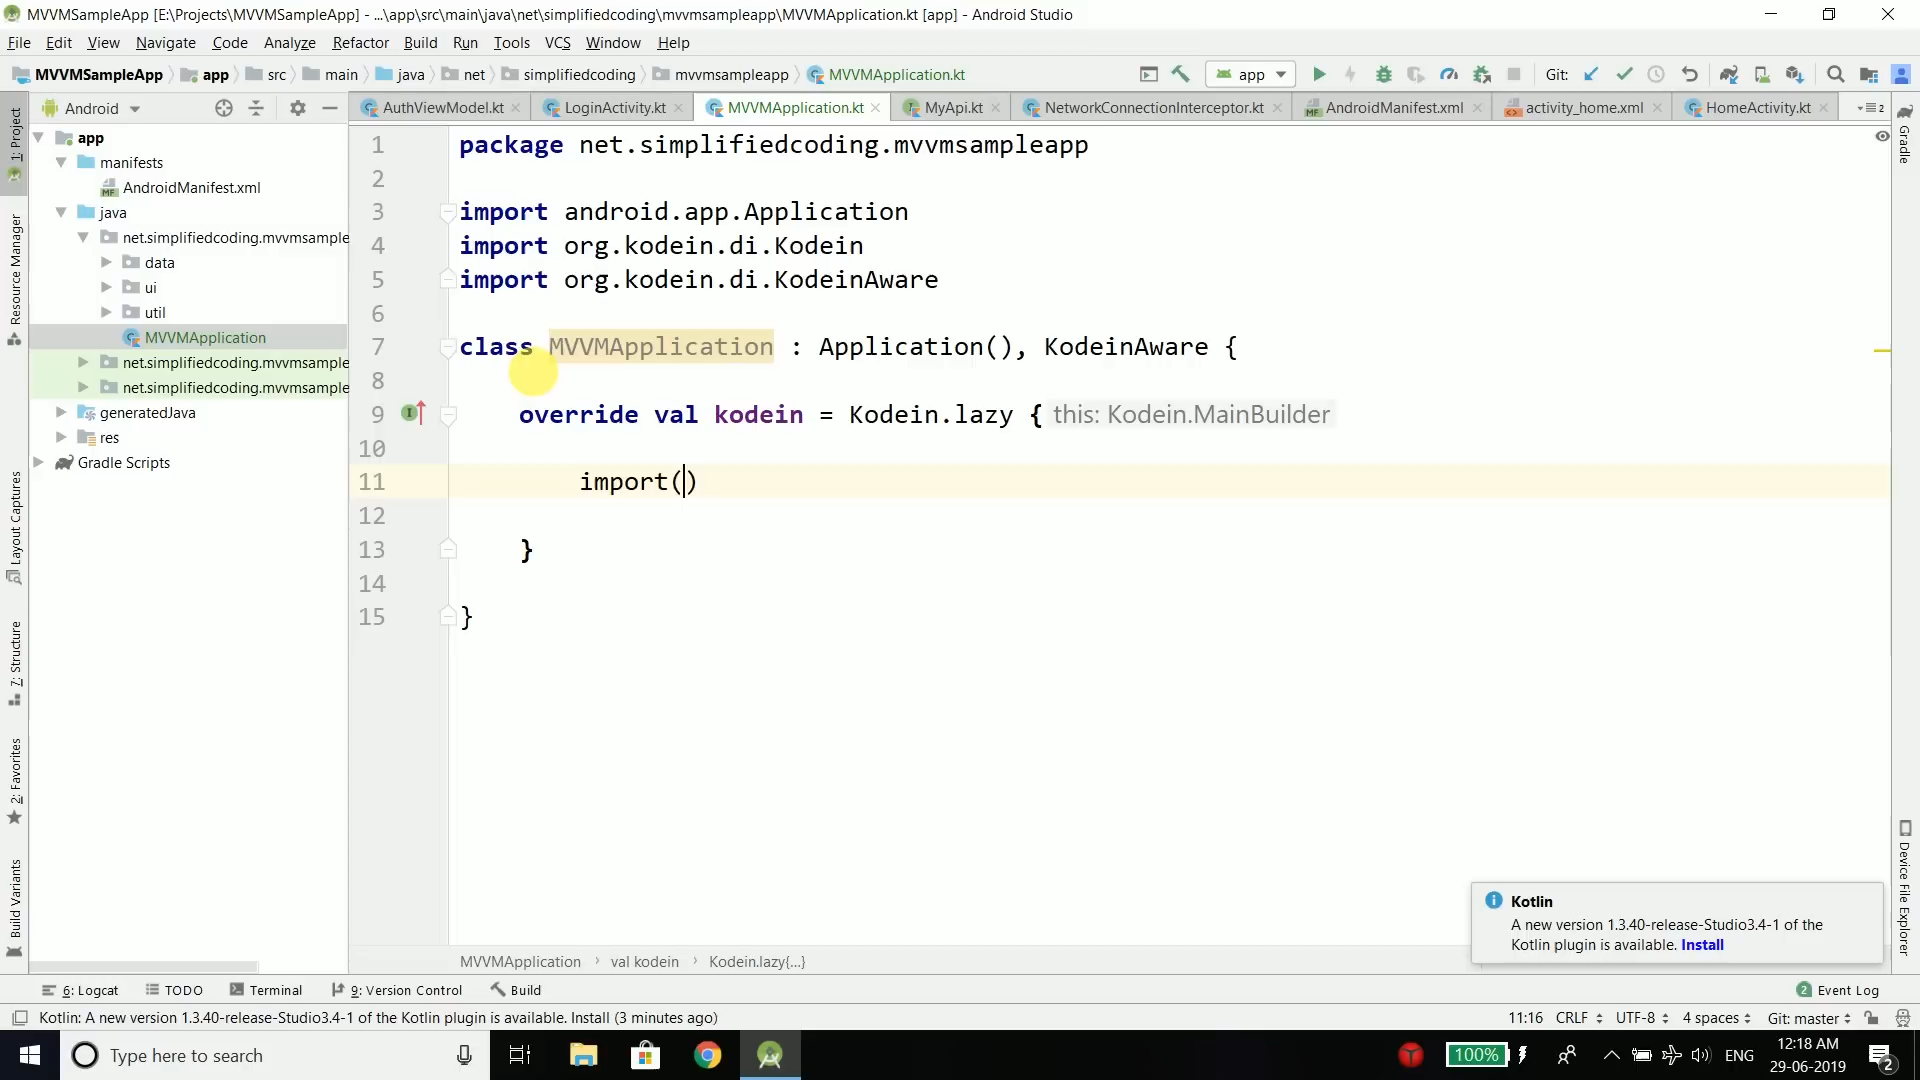 MVVMSampleApp [E:\Projects\MVVMSampleApp] - ...\app\src\main\java\net\simplifiedcoding\mvvmsampleapp\MVVMApplication.kt [app] - Android Studio
File Edit View Navigate Code Analyze Refactor Build Run Tools VCS Window Help
MVVMSampleApp app src main java net simplifiedcoding mvvmsampleapp MVVMApplication.kt app Git:
Android AuthViewModel.kt LoginActivity.kt MVVMApplication.kt MyApi.kt NetworkConnectionInterceptor.kt AndroidManifest.xml activity_home.xml HomeActivity.kt 2
1: Project
Resource Manager
Layout Captures
7: Structure
2: Favorites
Build Variants
app
manifests
AndroidManifest.xml
java
net.simplifiedcoding.mvvmsample
data
ui
util
MVVMApplication
net.simplifiedcoding.mvvmsample
net.simplifiedcoding.mvvmsample
generatedJava
res
Gradle Scripts
1 package net.simplifiedcoding.mvvmsampleapp
2
3 import android.app.Application
4 import org.kodein.di.Kodein
5 import org.kodein.di.KodeinAware
6
7 class MVVMApplication : Application(), KodeinAware {
8
9 override val kodein = Kodein.lazy { this: Kodein.MainBuilder
10
11 import()
12
13 }
14
15 }
Gradle
Device File Explorer
Kotlin
A new version 1.3.40-release-Studio3.4-1 of the
Kotlin plugin is available. Install
MVVMApplication › val kodein › Kodein.lazy{...}
6: Logcat TODO Terminal 9: Version Control Build 2 Event Log
Kotlin: A new version 1.3.40-release-Studio3.4-1 of the Kotlin plugin is available. Install (3 minutes ago) 11:16 CRLF UTF-8 4 spaces Git: master
Type here to search 100% ENG 12:18 AM
29-06-2019 2